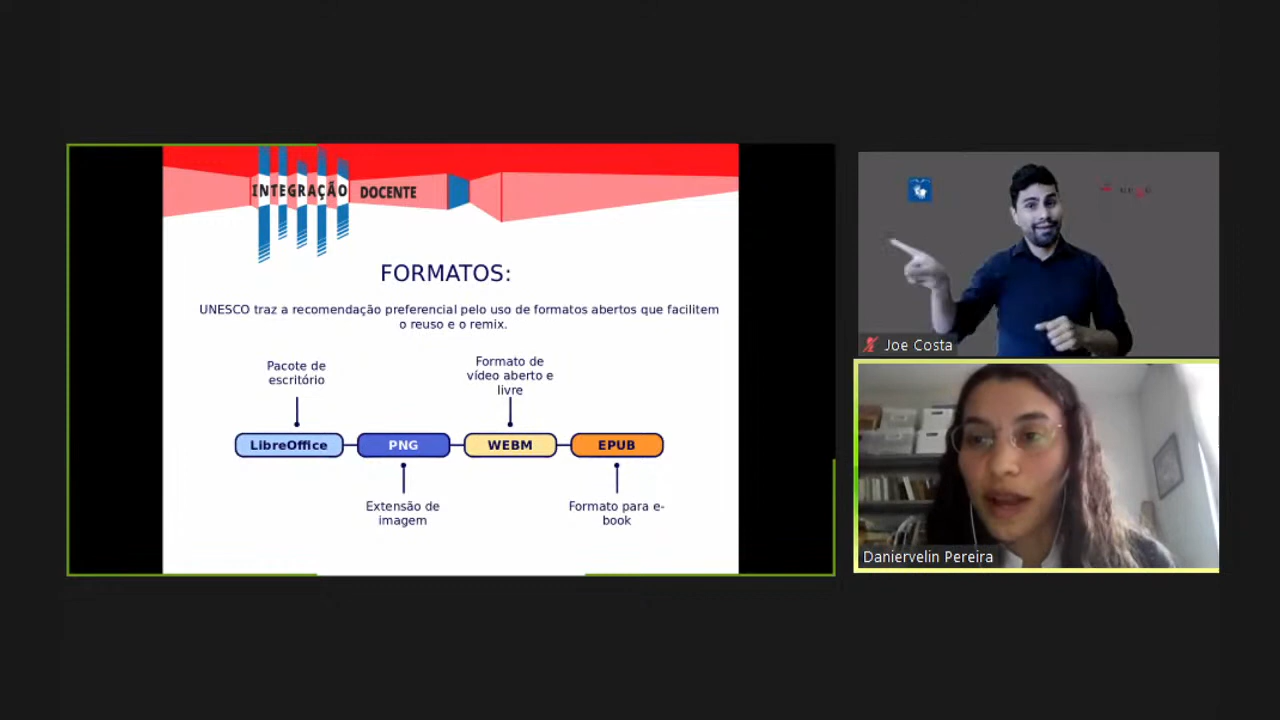 INTEGRAÇÃO DOCENTE
FORMATOS:
UNESCO traz a recomendação preferencial pelo uso de formatos abertos que facilitem
o reuso e o remix.
Pacote de
escritório
Formato de
vídeo aberto e
livre
LibreOffice
PNG
WEBM
EPUB
Extensão de
imagem
Formato para e-
book
Joe Costa
Daniervelin Pereira